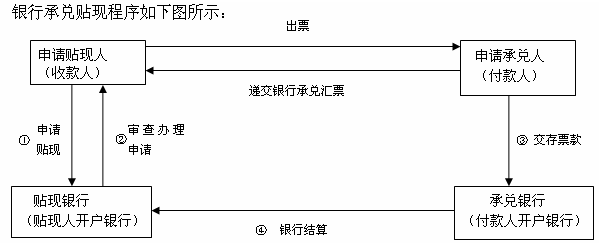 银行承兑贴现程序如下图所示：
出票
申请贴现人
（收款人）
申请承兑人
（付款人）
递交银行承兑汇票
① 申请
贴现
② 审查办理
申请
③ 交存票款
贴现银行
（贴现人开户银行）
承兑银行
（付款人开户银行）
④ 银行结算